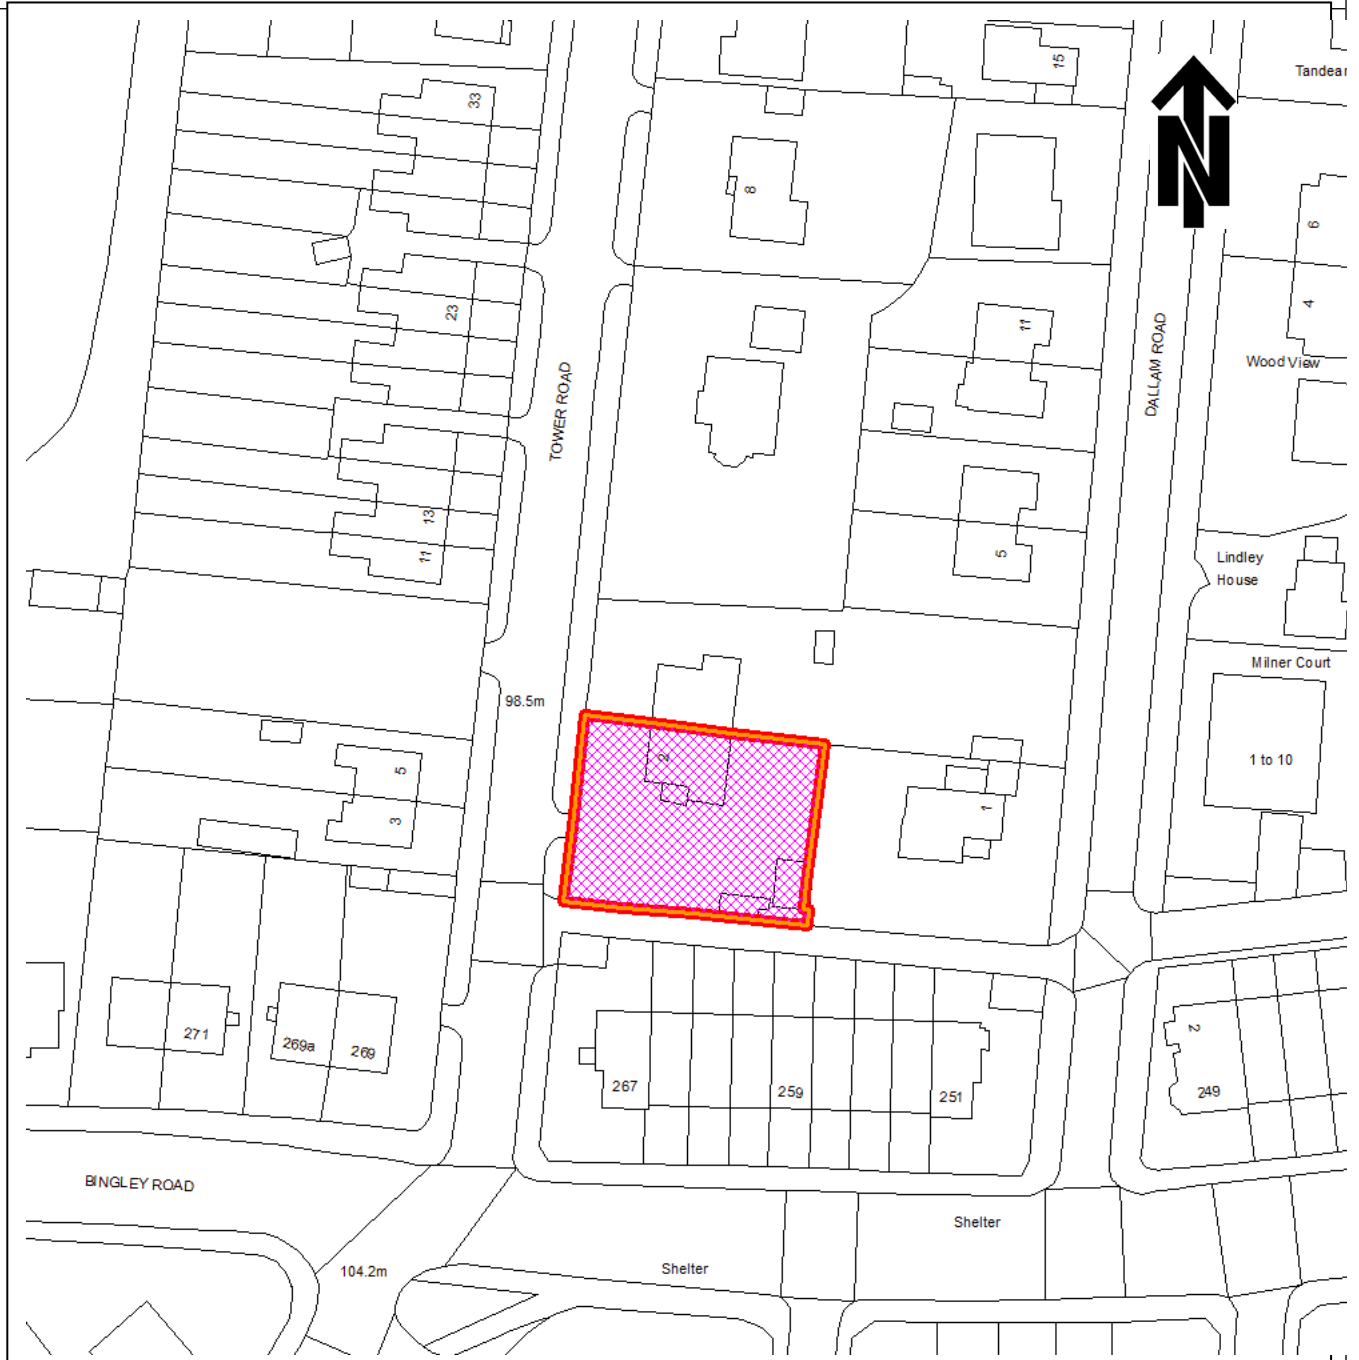 33
15
Tandear
N
8
6
4
23
11
Wood View
TOWER ROAD
DALLAM ROAD
13
11
5
Lindley
House
Milner Court
98.5m
2
5
3
1
1 to 10
271
269a
269
267
259
251
2
249
BINGLEY ROAD
Shelter
Shelter
104.2m